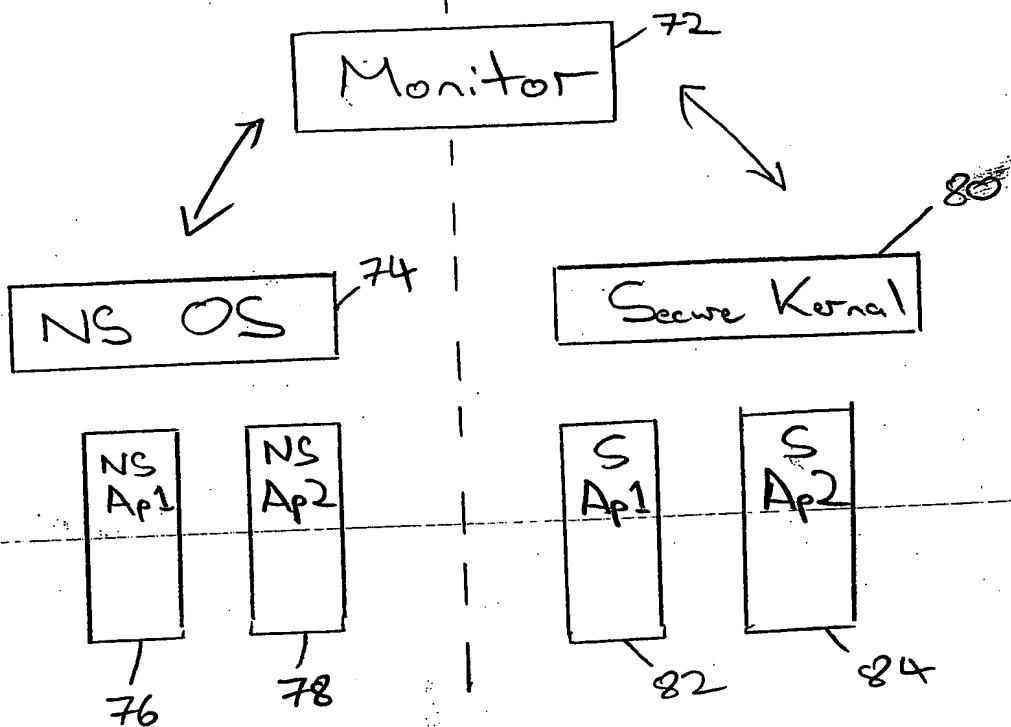 72
Monitor
80
74
NS OS
Secure Kernal
NS
Ap1
NS
Ap2
S
Ap1
S
Ap2
76
78
82
84